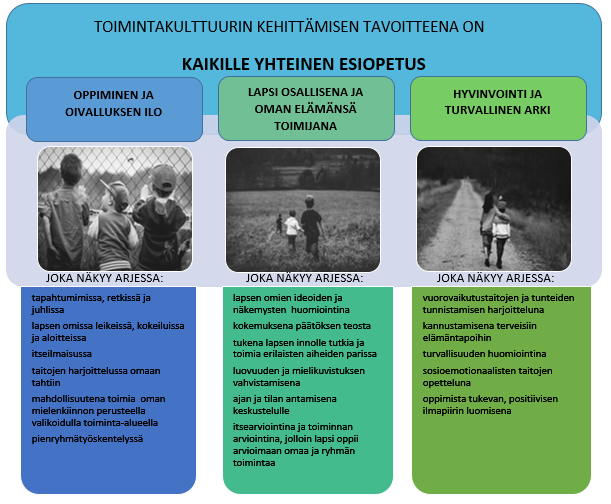 TOIMINTAKULTTUURIN KEHITTÄMISEN TAVOITTEENA ON
KAIKILLE YHTEINEN ESIOPETUS
OPPIMINEN JA
OIVALLUKSEN ILO
LAPSI OSALLISENA JA
OMAN ELÄMÄNSÄ
TOIMIJANA
HYVINVOINTI JA
TURVALLINEN ARKI
JOKA NÄKYY ARJESSA:
tapahtumimissa, retkissä ja
juhlissa
lapsen omissa leikeissä, kokeiluissa
ja aloitteissa
itseilmaisussa
taitojen harjoittelussa omaan
tahtiin
mahdollisuutena toimia oman
mielenkiinnon perusteella
valikoidulla toiminta-alueella
pienryhmätyöskentelyssä
JOKA NÄKYY ARJESSA:
lapsen omien ideoiden ja
näkemysten huomiointina
kokemuksena päätöksen teosta
tukena lapsen innolle tutkia ja
toimia erilaisten aiheiden parissa
luovuuden ja mielikuvistuksen
vahvistamisena
ajan ja tilan antamisena
keskustelulle
itsearviointina ja toiminnan
arviointina, jolloin lapsi oppii
arvioimaan omaa ja ryhmän
toimintaa
JOKA NÄKYY ARJESSA:
vuorovaikutustaitojen ja tunteiden
tunnistamisen harjoitteluna
kannustamisena terveisiin
elämäntapoihin
turvallisuuden huomiointina
sosioemotionaalisten taitojen
opetteluna
oppimista tukevan, positiivisen
ilmapiirin luomisena